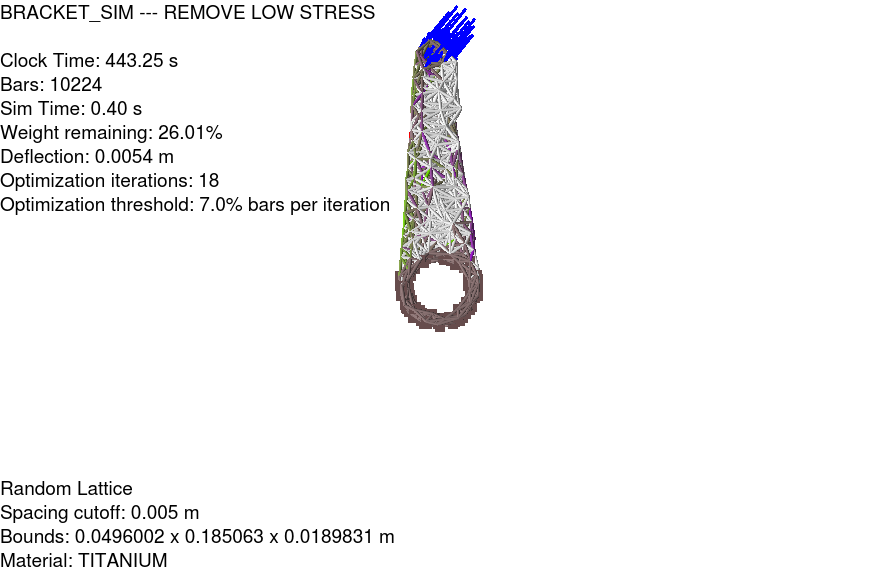 BRACKET_SIM --- REMOVE LOW STRESS
Clock Time: 443.25 s
Bars: 10224
Sim Time: 0.40 s
Weight remaining: 26.01%
Deflection: 0.0054 m
Optimization iterations: 18
Optimization threshold: 7.0% bars per iteration
Random Lattice
Spacing cutoff: 0.005 m
Bounds: 0.0496002 x 0.185063 x 0.0189831 m
Material: TITANIUM